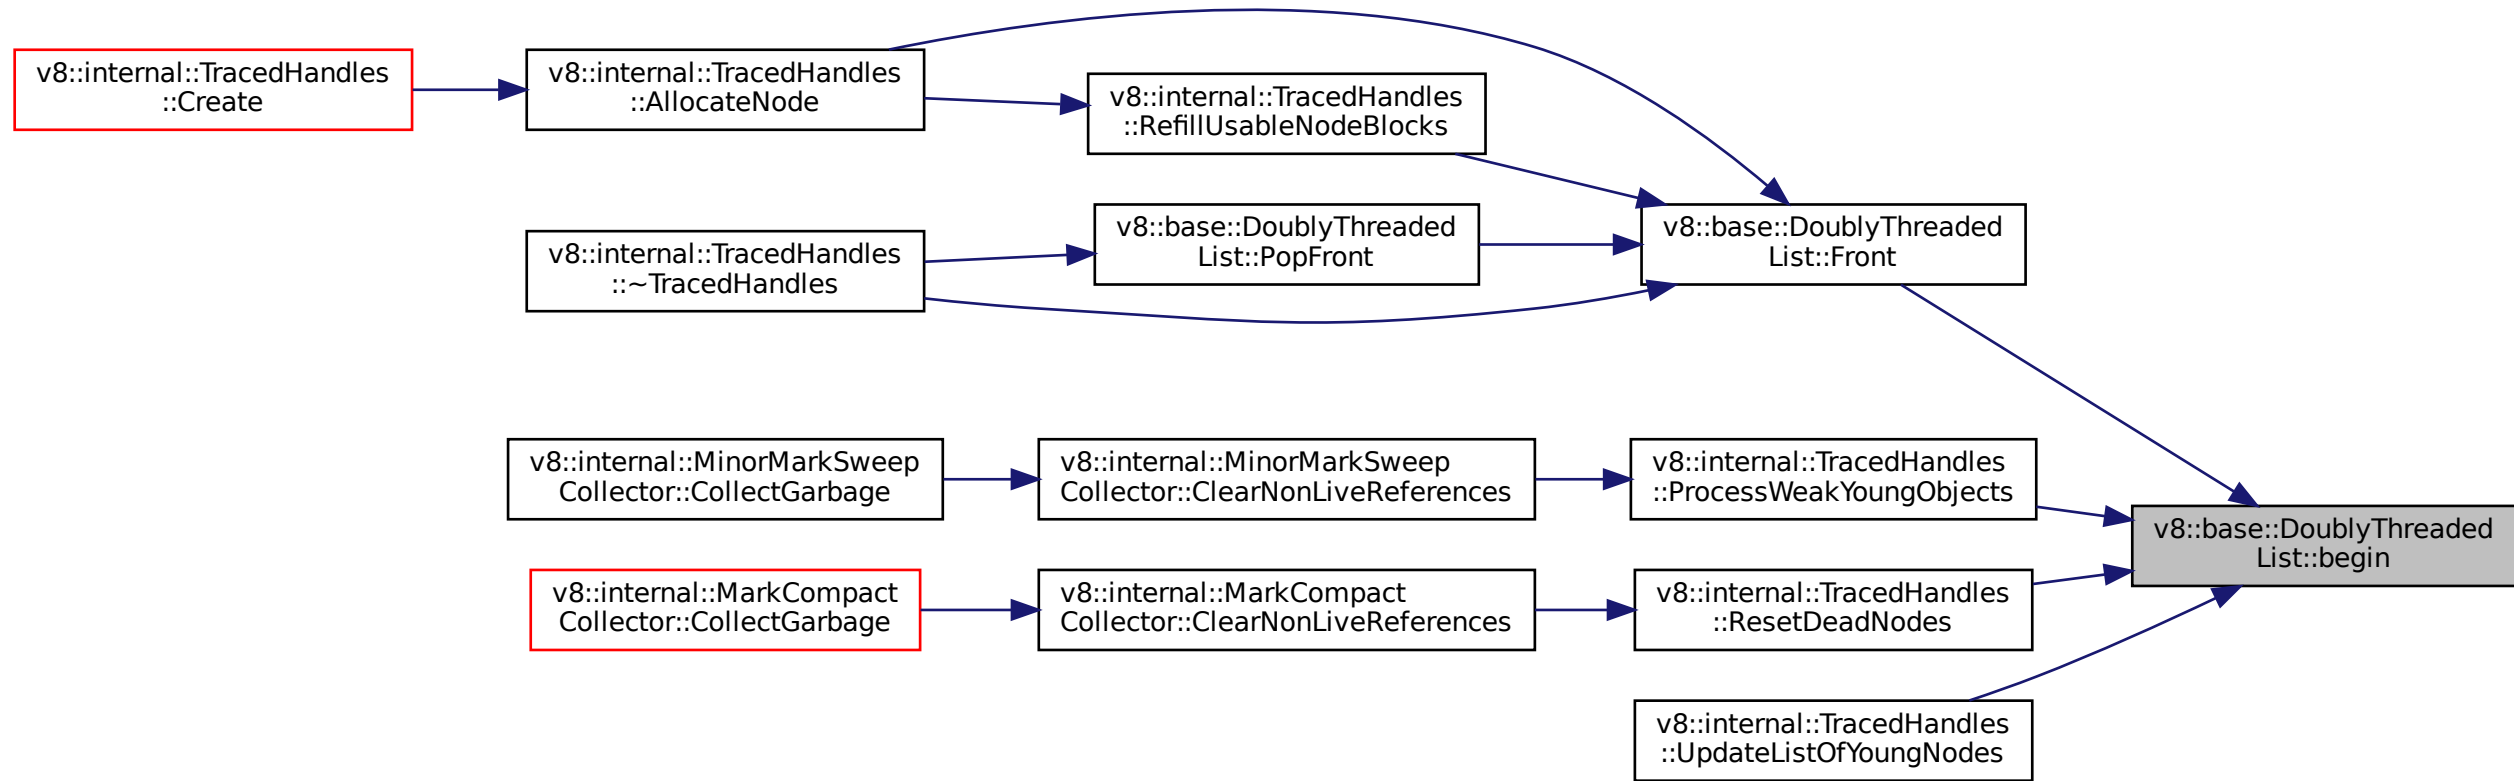 v8::internal::TracedHandles
::Create
v8::internal::TracedHandles
::AllocateNode
v8::internal::TracedHandles
::RefillUsableNodeBlocks
v8::internal::TracedHandles
::~TracedHandles
v8::base::DoublyThreaded
List::PopFront
v8::base::DoublyThreaded
List::Front
v8::internal::MinorMarkSweep
Collector::CollectGarbage
v8::internal::MinorMarkSweep
Collector::ClearNonLiveReferences
v8::internal::TracedHandles
::ProcessWeakYoungObjects
v8::base::DoublyThreaded
List::begin
v8::internal::MarkCompact
Collector::CollectGarbage
v8::internal::MarkCompact
Collector::ClearNonLiveReferences
v8::internal::TracedHandles
::ResetDeadNodes
v8::internal::TracedHandles
::UpdateListOfYoungNodes